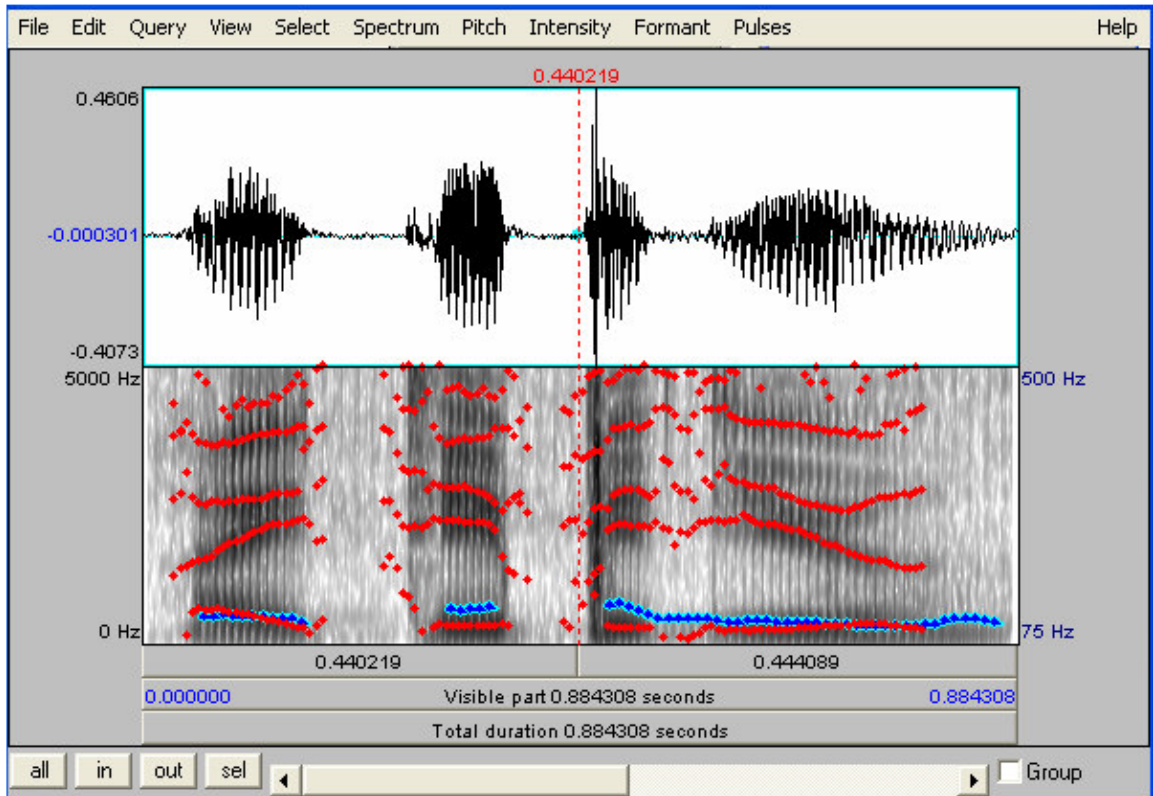 File Edit Query View Select Spectrum Pitch Intensity Formant Pulses Help
0.440219
0.4606
-0.000301
-0.4073
5000 Hz 500 Hz
0 Hz 75 Hz
0.440219 0.444089
0.000000 Visible part 0.884308 seconds 0.884308
Total duration 0.884308 seconds
all in out sel Group